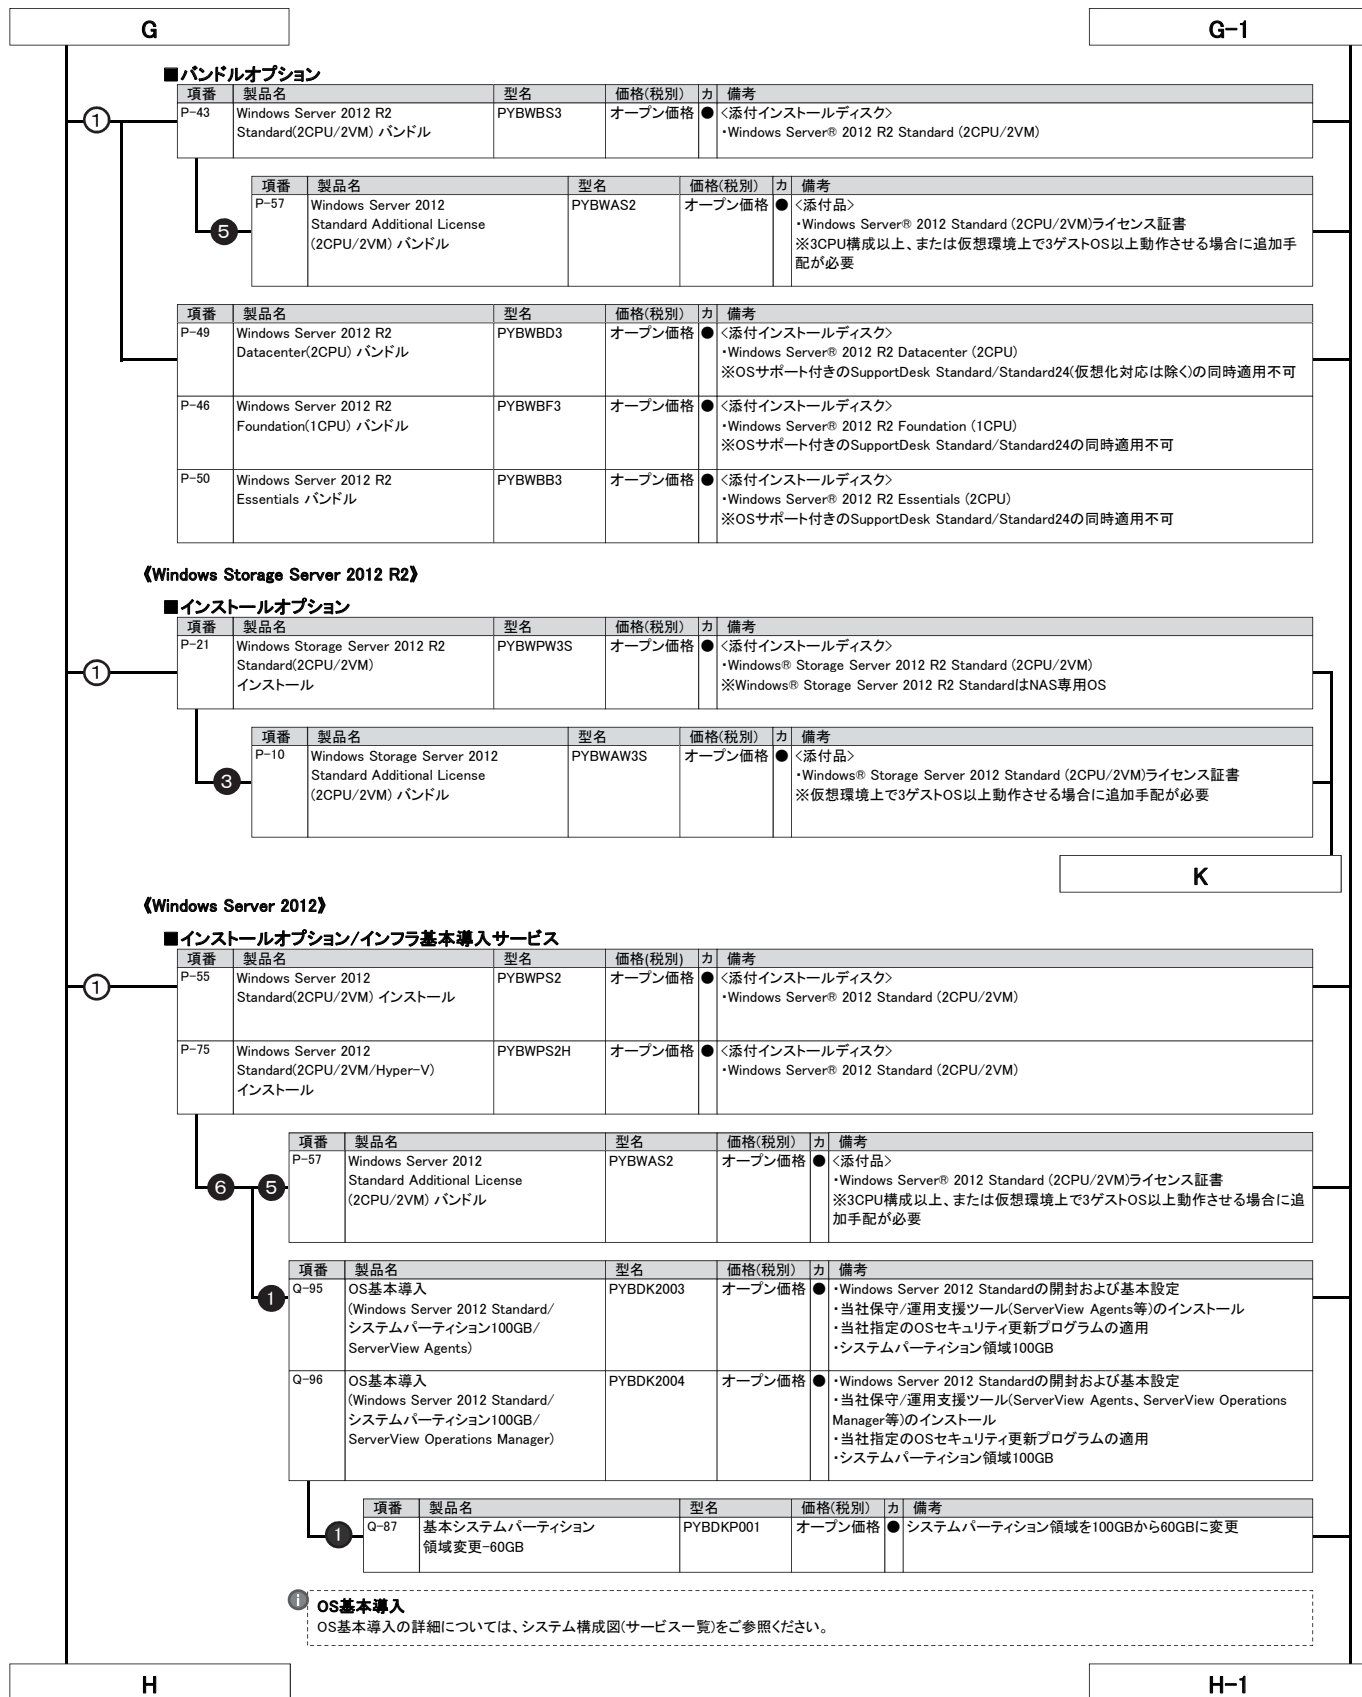 G
G-1
■バンドルオプション
項番 製品名 型名 価格(税別) カ 備考
P-43 Windows Server 2012 R2 PYBWBS3 オープン価格 ● <添付インストールディスク>
① Standard(2CPU/2VM) バンドル ・Windows Server® 2012 R2 Standard (2CPU/2VM)
項番 製品名 型名 価格(税別) カ 備考
P-57 Windows Server 2012 PYBWAS2 オープン価格 ● <添付品>
Standard Additional License ・Windows Server® 2012 Standard (2CPU/2VM)ライセンス証書
❺ (2CPU/2VM) バンドル ※3CPU構成以上、または仮想環境上で3ゲストOS以上動作させる場合に追加手
配が必要
項番 製品名 型名 価格(税別) カ 備考
P-49 Windows Server 2012 R2 PYBWBD3 オープン価格 ● <添付インストールディスク>
Datacenter(2CPU) バンドル ・Windows Server® 2012 R2 Datacenter (2CPU)
※OSサポート付きのSupportDesk Standard/Standard24(仮想化対応は除く)の同時適用不可
P-46 Windows Server 2012 R2 PYBWBF3 オープン価格 ● <添付インストールディスク>
Foundation(1CPU) バンドル ・Windows Server® 2012 R2 Foundation (1CPU)
※OSサポート付きのSupportDesk Standard/Standard24の同時適用不可
P-50 Windows Server 2012 R2 PYBWBB3 オープン価格 ● <添付インストールディスク>
Essentials バンドル ・Windows Server® 2012 R2 Essentials (2CPU)
※OSサポート付きのSupportDesk Standard/Standard24の同時適用不可
《Windows Storage Server 2012 R2》
■インストールオプション
項番 製品名 型名 価格(税別) カ 備考
P-21 Windows Storage Server 2012 R2 PYBWPW3S オープン価格 ● <添付インストールディスク>
① Standard(2CPU/2VM) ・Windows® Storage Server 2012 R2 Standard (2CPU/2VM)
インストール ※Windows® Storage Server 2012 R2 StandardはNAS専用OS
項番 製品名 型名 価格(税別) カ 備考
P-10 Windows Storage Server 2012 PYBWAW3S オープン価格 ● <添付品>
❸ Standard Additional License ・Windows® Storage Server 2012 Standard (2CPU/2VM)ライセンス証書
(2CPU/2VM) バンドル ※仮想環境上で3ゲストOS以上動作させる場合に追加手配が必要
K
《Windows Server 2012》
■インストールオプション/インフラ基本導入サービス
項番 製品名 型名 価格(税別) カ 備考
P-55 Windows Server 2012 PYBWPS2 オープン価格 ● <添付インストールディスク>
① Standard(2CPU/2VM) インストール ・Windows Server® 2012 Standard (2CPU/2VM)
P-75 Windows Server 2012 PYBWPS2H オープン価格 ● <添付インストールディスク>
Standard(2CPU/2VM/Hyper-V) ・Windows Server® 2012 Standard (2CPU/2VM)
インストール
項番 製品名 型名 価格(税別) カ 備考
P-57 Windows Server 2012 PYBWAS2 オープン価格 ● <添付品>
❻ ❺ Standard Additional License ・Windows Server® 2012 Standard (2CPU/2VM)ライセンス証書
(2CPU/2VM) バンドル ※3CPU構成以上、または仮想環境上で3ゲストOS以上動作させる場合に追
加手配が必要
項番 製品名 型名 価格(税別) カ 備考
❶ Q-95 OS基本導入 PYBDK2003 オープン価格 ● ・Windows Server 2012 Standardの開封および基本設定
(Windows Server 2012 Standard/ ・当社保守/運用支援ツール(ServerView Agents等)のインストール
システムパーティション100GB/ ・当社指定のOSセキュリティ更新プログラムの適用
ServerView Agents) ・システムパーティション領域100GB
Q-96 OS基本導入 PYBDK2004 オープン価格 ● ・Windows Server 2012 Standardの開封および基本設定
(Windows Server 2012 Standard/ ・当社保守/運用支援ツール(ServerView Agents、ServerView Operations
システムパーティション100GB/ Manager等)のインストール
ServerView Operations Manager) ・当社指定のOSセキュリティ更新プログラムの適用
・システムパーティション領域100GB
項番 製品名 型名 価格(税別) カ 備考
❶ Q-87 基本システムパーティション PYBDKP001 オープン価格 ● システムパーティション領域を100GBから60GBに変更
領域変更-60GB
i OS基本導入
OS基本導入の詳細については、システム構成図(サービス一覧)をご参照ください。
H
H-1